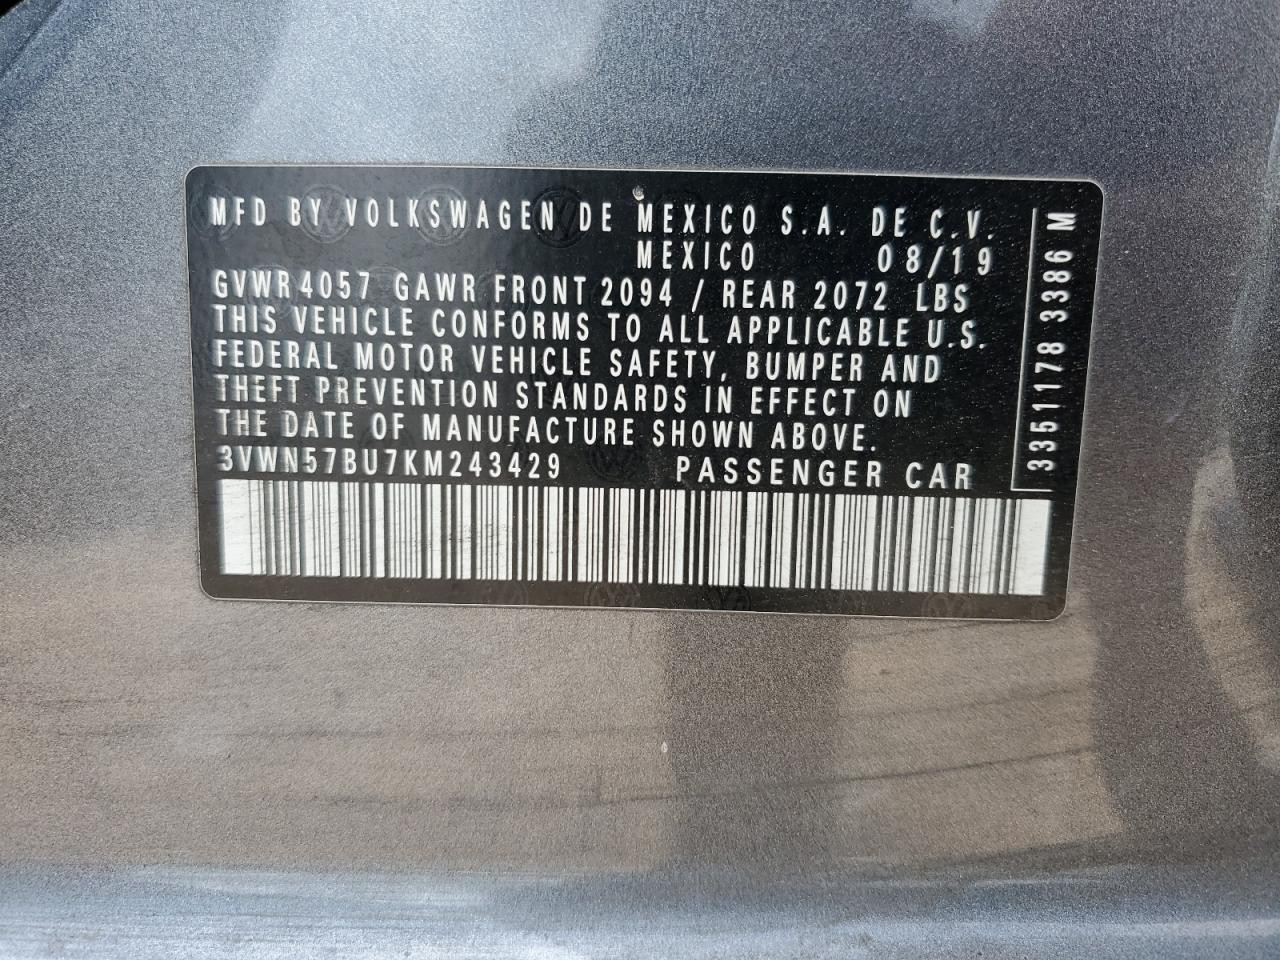 MFD BY VOLKSWAGEN DE MEXICO S.A. DE C.V.
MEXICO 08/19
GVWR 4057 GAWR FRONT 2094 / REAR 2072 LBS
THIS VEHICLE CONFORMS TO ALL APPLICABLE U.S.
FEDERAL MOTOR VEHICLE SAFETY, BUMPER AND
THEFT PREVENTION STANDARDS IN EFFECT ON
THE DATE OF MANUFACTURE SHOWN ABOVE.
3VWN57BU7KM243429 PASSENGER CAR
3351178 3386 M